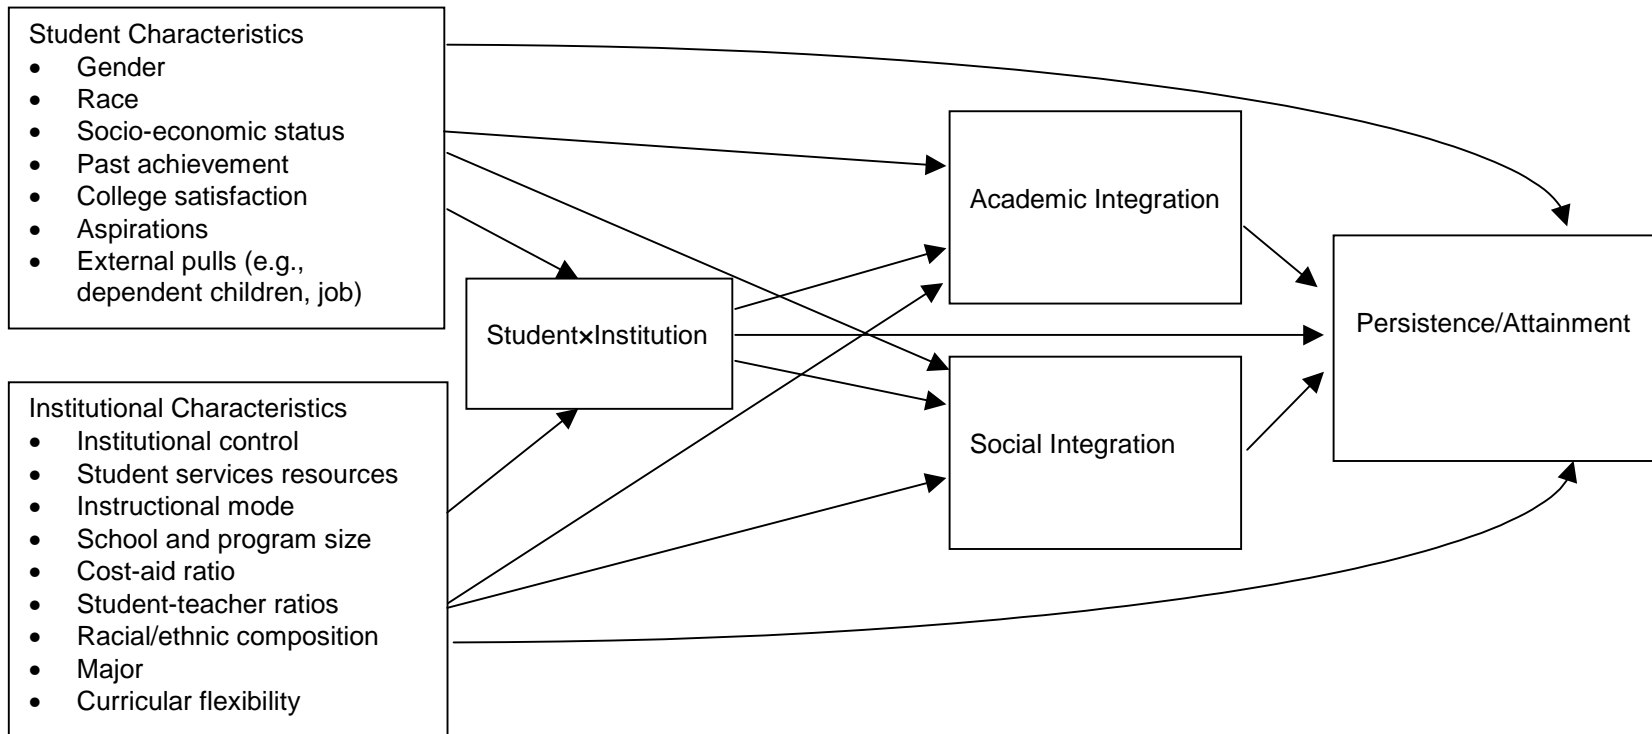 Student Characteristics
• Gender
• Race
• Socio-economic status
• Past achievement
• College satisfaction
• Aspirations
• External pulls (e.g.,
dependent children, job)
Student×Institution
Institutional Characteristics
• Institutional control
• Student services resources
• Instructional mode
• School and program size
• Cost-aid ratio
• Student-teacher ratios
• Racial/ethnic composition
• Major
• Curricular flexibility
Academic Integration
Social Integration
Persistence/Attainment